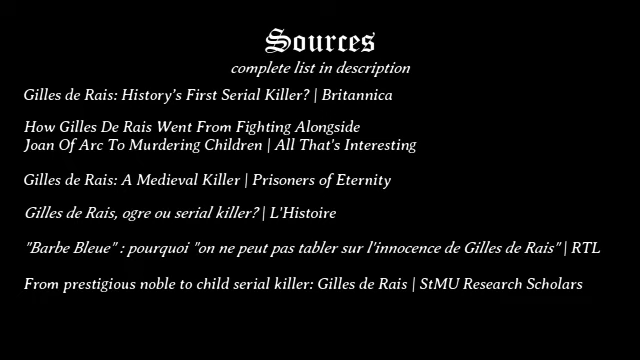 Sources
complete list in description
Gilles de Rais: History's First Serial Killer? | Britannica
How Gilles De Rais Went From Fighting Alongside
Joan Of Arc To Murdering Children | All That's Interesting
Gilles de Rais: A Medieval Killer | Prisoners of Eternity
Gilles de Rais, ogre ou serial killer? | L'Histoire
"Barbe Bleue" : pourquoi "on ne peut pas tabler sur l'innocence de Gilles de Rais" | RTL
From prestigious noble to child serial killer: Gilles de Rais | StMU Research Scholars